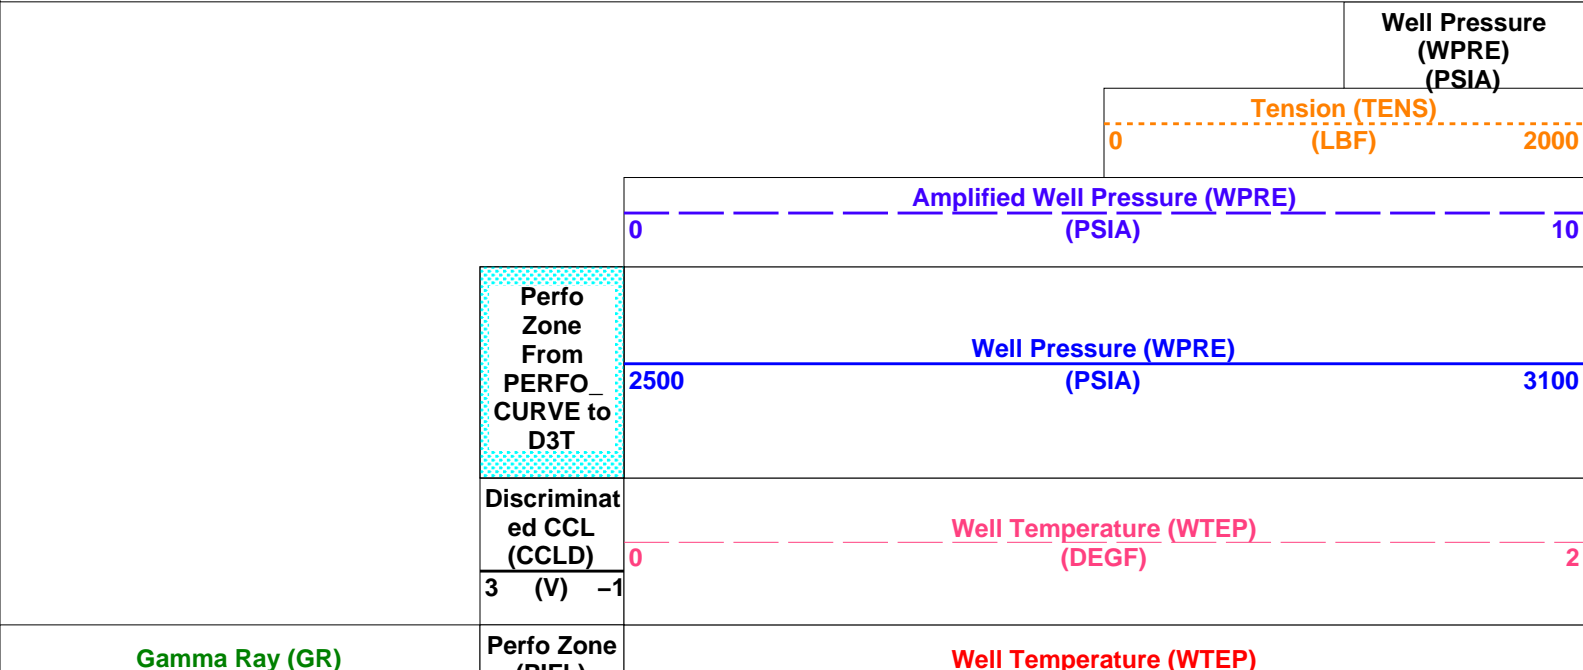 Well Pressure
(WPRE)
(PSIA)
Tension (TENS)
0 (LBF) 2000
Amplified Well Pressure (WPRE)
0 (PSIA) 10
Perfo
Zone
From
PERFO_
CURVE to
D3T
Well Pressure (WPRE)
2500 (PSIA) 3100
Discriminat
ed CCL
(CCLD)
3 (V) −1
Well Temperature (WTEP)
0 (DEGF) 2
Gamma Ray (GR)
Perfo Zone
Well Temperature (WTEP)